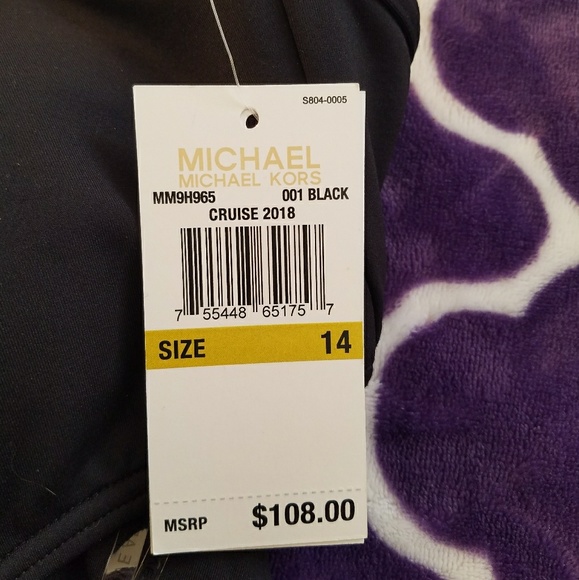 S804-0005
MICHAEL
MICHAEL KORS
MM9H965 001 BLACK
CRUISE 2018
7 55448 65175 7
SIZE 14
MSRP $108.00